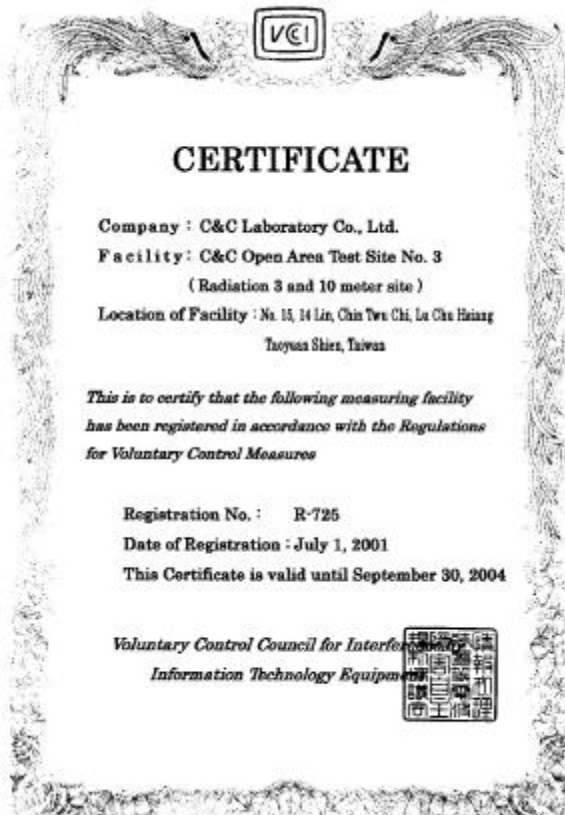 VCCI
CERTIFICATE
Company : C&C Laboratory Co., Ltd.
Facility : C&C Open Area Test Site No. 3
( Radiation 3 and 10 meter site )
Location of Facility : No. 15, 14 Lin, Chin Twu Chi, Lu Chu Hsiang
Taoyuan Shien, Taiwan
This is to certify that the following measuring facility
has been registered in accordance with the Regulations
for Voluntary Control Measures
Registration No. : R-725
Date of Registration : July 1, 2001
This Certificate is valid until September 30, 2004
Voluntary Control Council for Interference by
Information Technology Equipment